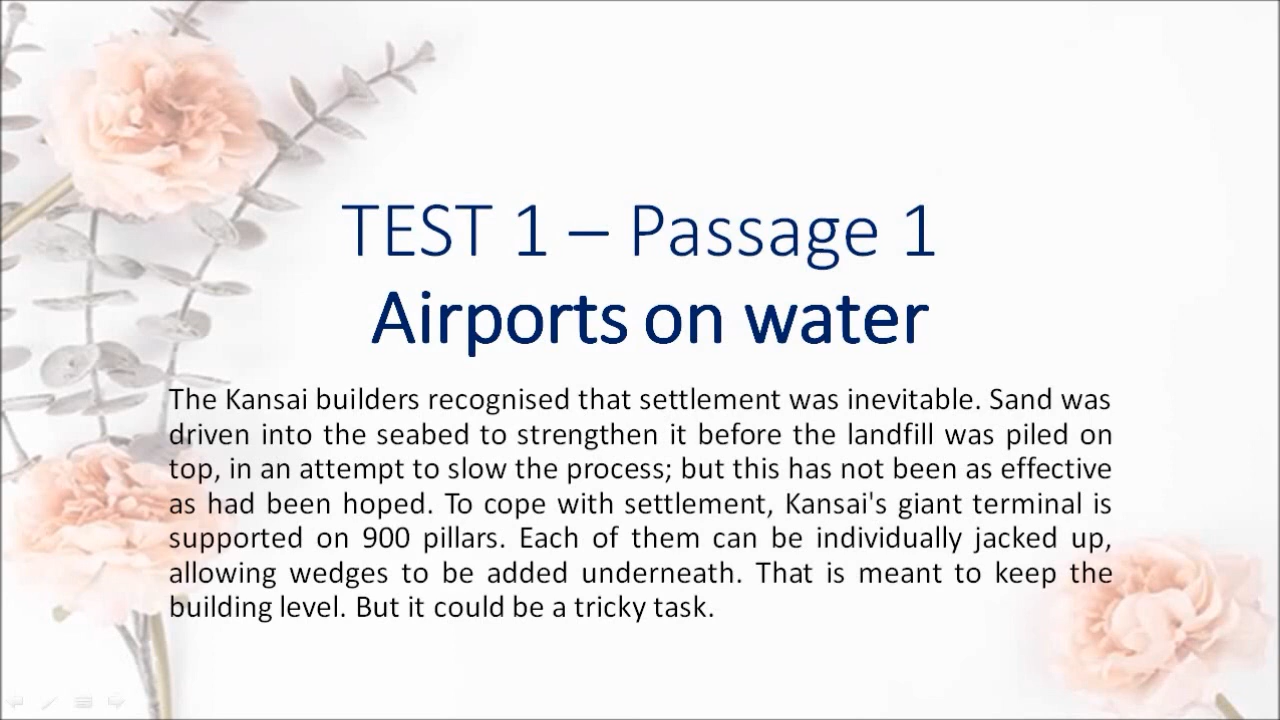 TEST 1 – Passage 1
Airports on water
The Kansai builders recognised that settlement was inevitable. Sand was
driven into the seabed to strengthen it before the landfill was piled on
top, in an attempt to slow the process; but this has not been as effective
as had been hoped. To cope with settlement, Kansai's giant terminal is
supported on 900 pillars. Each of them can be individually jacked up,
allowing wedges to be added underneath. That is meant to keep the
building level. But it could be a tricky task.